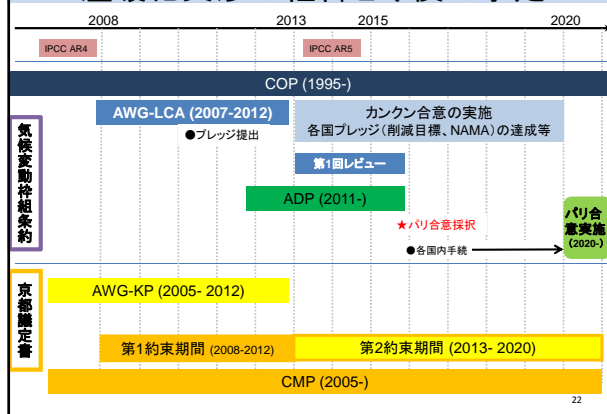 2008
2013
2015
2020
IPCC AR4
IPCC AR5
COP (1995-)
気候変動枠組条約
AWG-LCA (2007-2012)
●プレッジ提出
カンクン合意の実施
各国プレッジ(削減目標、NAMA)の達成等
第1回レビュー
ADP (2011-)
★パリ合意採択
●各国内手続
パリ合
意実施
(2020-)
京都議定書
AWG-KP (2005- 2012)
第1約束期間 (2008-2012)
第2約束期間 (2013- 2020)
CMP (2005-)
22